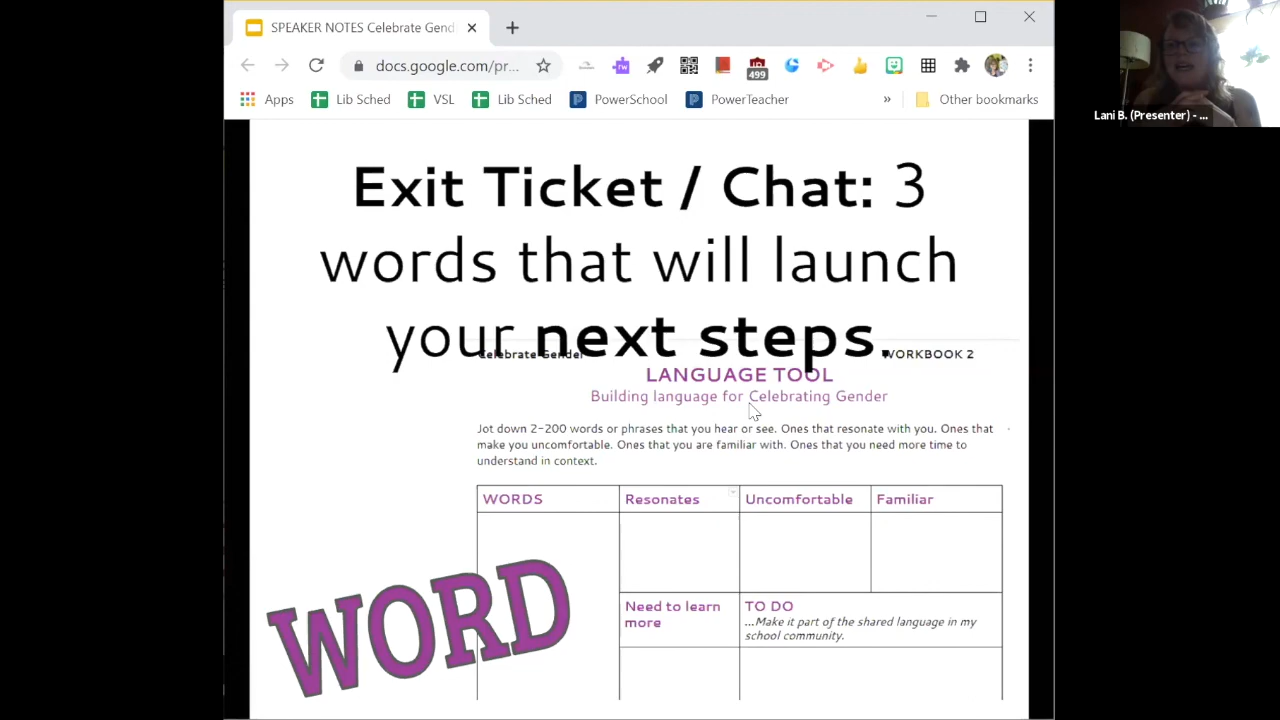 SPEAKER NOTES Celebrate Gend
docs.google.com/pr...
rw
499
Apps
Lib Sched
VSL
Lib Sched
PowerSchool
PowerTeacher
»
Other bookmarks
Lani B. (Presenter) - ...
Exit Ticket / Chat: 3
words that will launch
your next steps.
Celebrate Gender
WORKBOOK 2
LANGUAGE TOOL
Building language for Celebrating Gender
Jot down 2-200 words or phrases that you hear or see. Ones that resonate with you. Ones that
make you uncomfortable. Ones that you are familiar with. Ones that you need more time to
understand in context.
WORDS
Resonates
Uncomfortable
Familiar
Need to learn
more
TO DO
...Make it part of the shared language in my
school community.
WORD